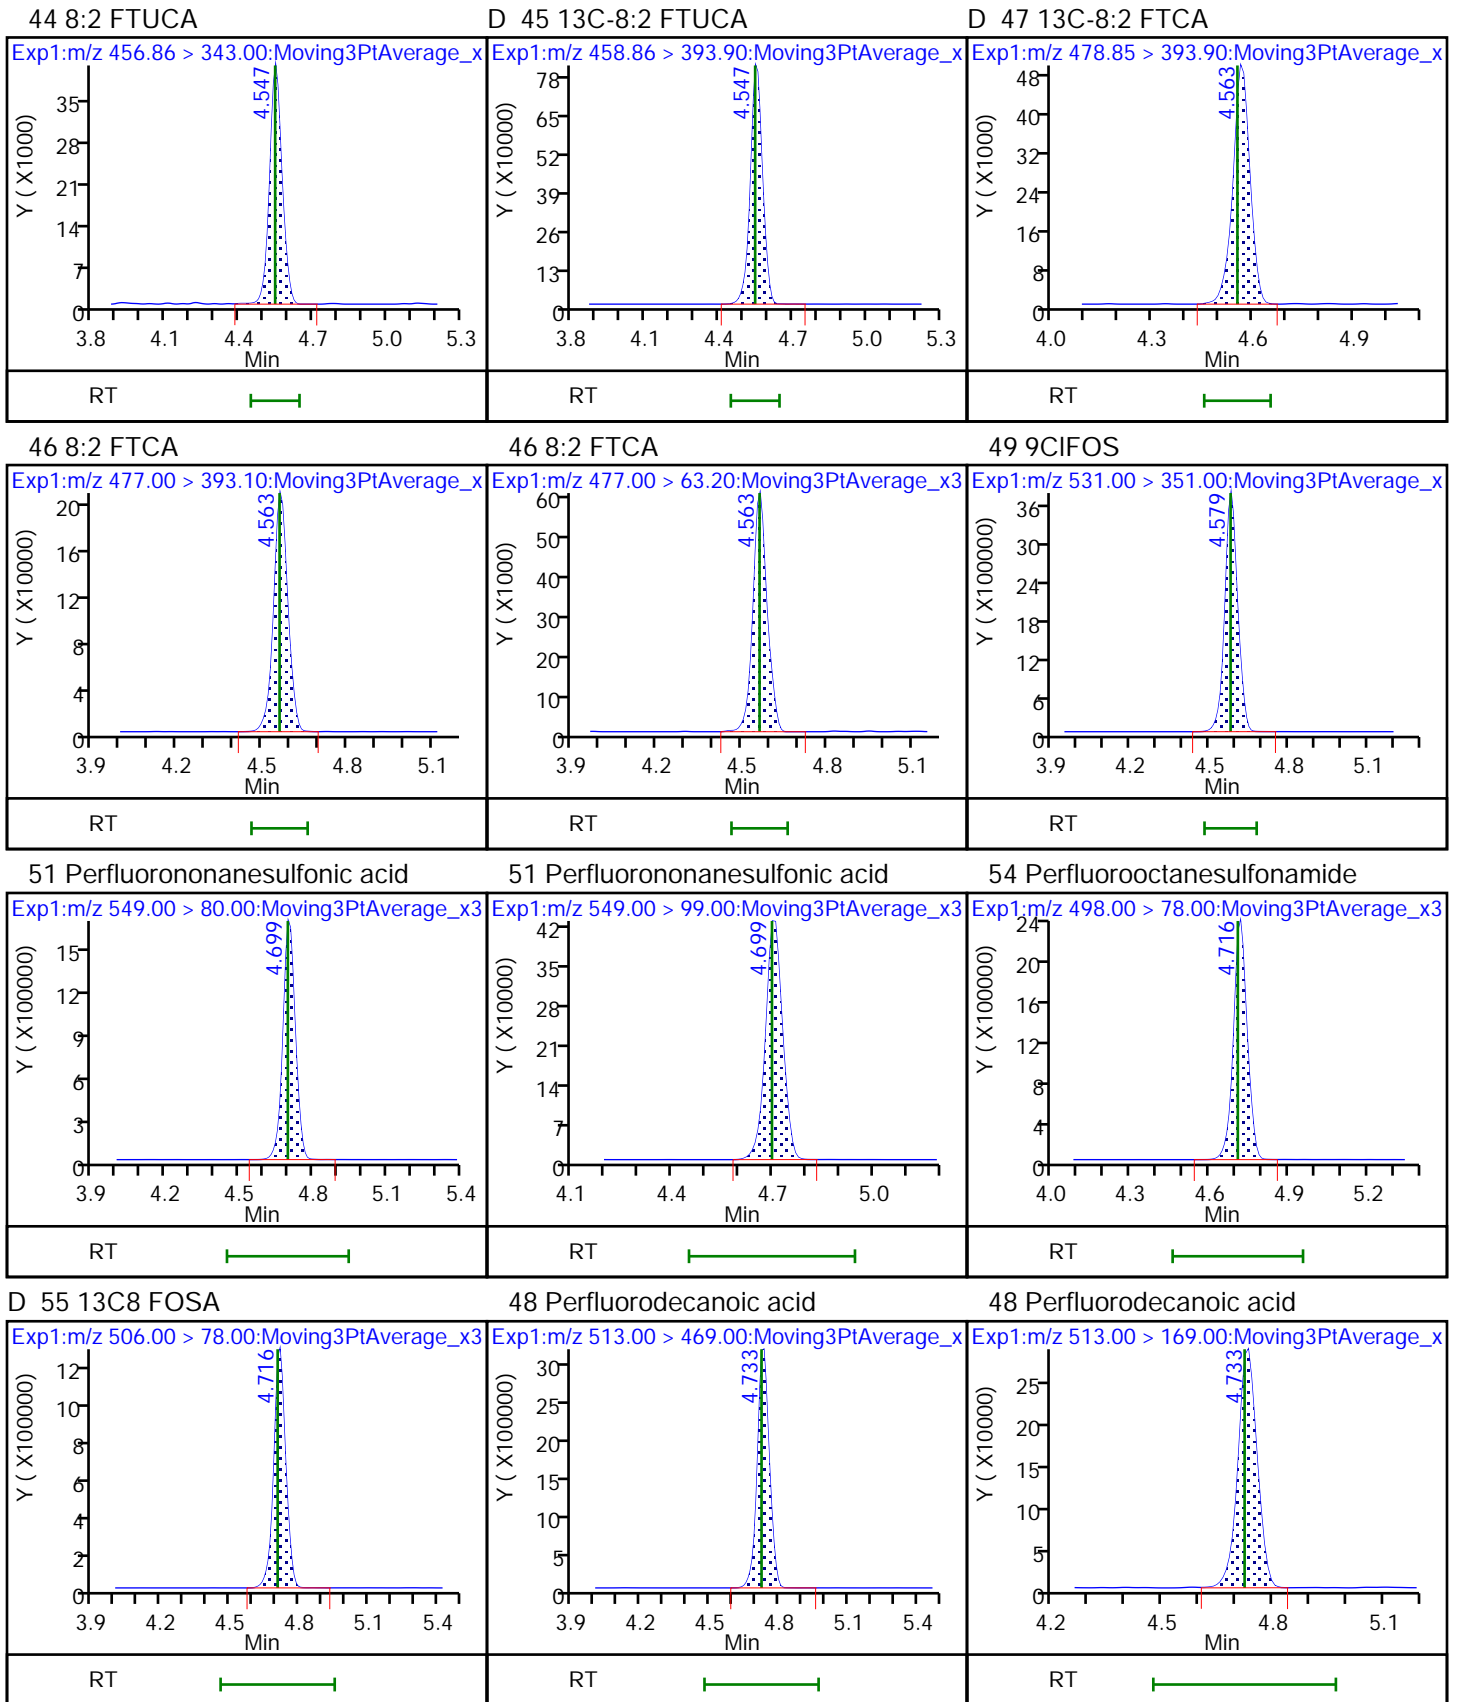 44 8:2 FTUCA
Exp1:m/z 456.86 > 343.00:Moving3PtAverage_x
Y ( X1000)
35
28
21
14
7
0
4.547
3.8 4.1 4.4 4.7 5.0 5.3
Min
RT
D 45 13C-8:2 FTUCA
Exp1:m/z 458.86 > 393.90:Moving3PtAverage_x
Y ( X10000)
78
65
52
39
26
13
0
4.547
3.8 4.1 4.4 4.7 5.0 5.3
Min
RT
D 47 13C-8:2 FTCA
Exp1:m/z 478.85 > 393.90:Moving3PtAverage_x
Y ( X1000)
48
40
32
24
16
8
0
4.563
4.0 4.3 4.6 4.9
Min
RT
46 8:2 FTCA
Exp1:m/z 477.00 > 393.10:Moving3PtAverage_x
Y ( X10000)
20
16
12
8
4
0
4.563
3.9 4.2 4.5 4.8 5.1
Min
RT
46 8:2 FTCA
Exp1:m/z 477.00 > 63.20:Moving3PtAverage_x3
Y ( X1000)
60
50
40
30
20
10
0
4.563
3.9 4.2 4.5 4.8 5.1
Min
RT
49 9ClFOS
Exp1:m/z 531.00 > 351.00:Moving3PtAverage_x
Y ( X100000)
36
30
24
18
12
6
0
4.579
3.9 4.2 4.5 4.8 5.1
Min
RT
51 Perfluorononanesulfonic acid
Exp1:m/z 549.00 > 80.00:Moving3PtAverage_x3
Y ( X100000)
15
12
9
6
3
0
4.699
3.9 4.2 4.5 4.8 5.1 5.4
Min
RT
51 Perfluorononanesulfonic acid
Exp1:m/z 549.00 > 99.00:Moving3PtAverage_x3
Y ( X10000)
42
35
28
21
14
7
0
4.699
4.1 4.4 4.7 5.0
Min
RT
54 Perfluorooctanesulfonamide
Exp1:m/z 498.00 > 78.00:Moving3PtAverage_x3
Y ( X100000)
24
20
16
12
8
4
0
4.716
4.0 4.3 4.6 4.9 5.2
Min
RT
D 55 13C8 FOSA
Exp1:m/z 506.00 > 78.00:Moving3PtAverage_x3
Y ( X100000)
12
10
8
6
4
2
0
4.716
3.9 4.2 4.5 4.8 5.1 5.4
Min
RT
48 Perfluorodecanoic acid
Exp1:m/z 513.00 > 469.00:Moving3PtAverage_x
Y ( X100000)
30
25
20
15
10
5
0
4.733
3.9 4.2 4.5 4.8 5.1 5.4
Min
RT
48 Perfluorodecanoic acid
Exp1:m/z 513.00 > 169.00:Moving3PtAverage_x
Y ( X10000)
25
20
15
10
5
0
4.733
4.2 4.5 4.8 5.1
Min
RT